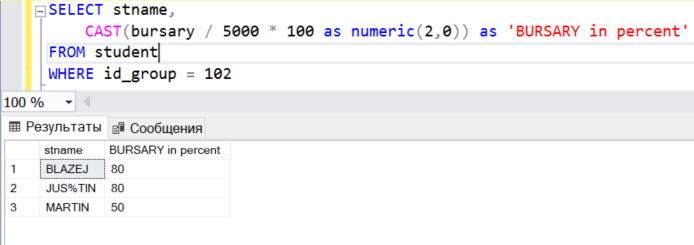 SELECT stname,
CAST(bursary / 5000 * 100 as numeric(2,0)) as 'BURSARY in percent'
FROM student
WHERE id_group = 102
100 %
Результаты Сообщения
stname BURSARY in percent
1 BLAZEJ 80
2 JUS%TIN 80
3 MARTIN 50